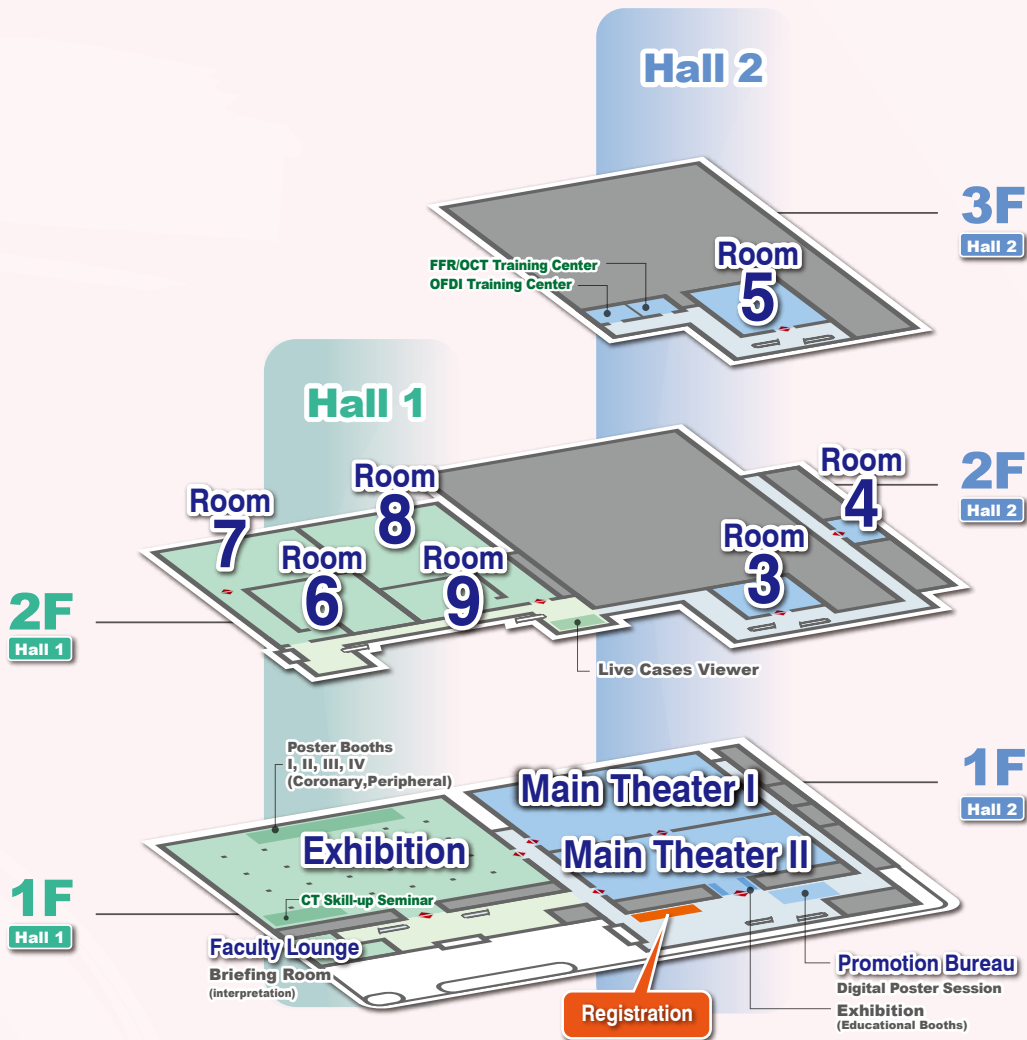 Hall 2
3F
Hall 2
FFR/OCT Training Center
OFDI Training Center
Room
5
Hall 1
2F
Hall 2
Room
4
Room
8
Room
7
Room
3
Room
6
Room
9
2F
Hall 1
Live Cases Viewer
Poster Booths
I, II, III, IV
(Coronary,Peripheral)
1F
Hall 2
Main Theater I
Exhibition
Main Theater II
1F
Hall 1
CT Skill-up Seminar
Faculty Lounge
Briefing Room
(interpretation)
Registration
Promotion Bureau
Digital Poster Session
Exhibition
(Educational Booths)